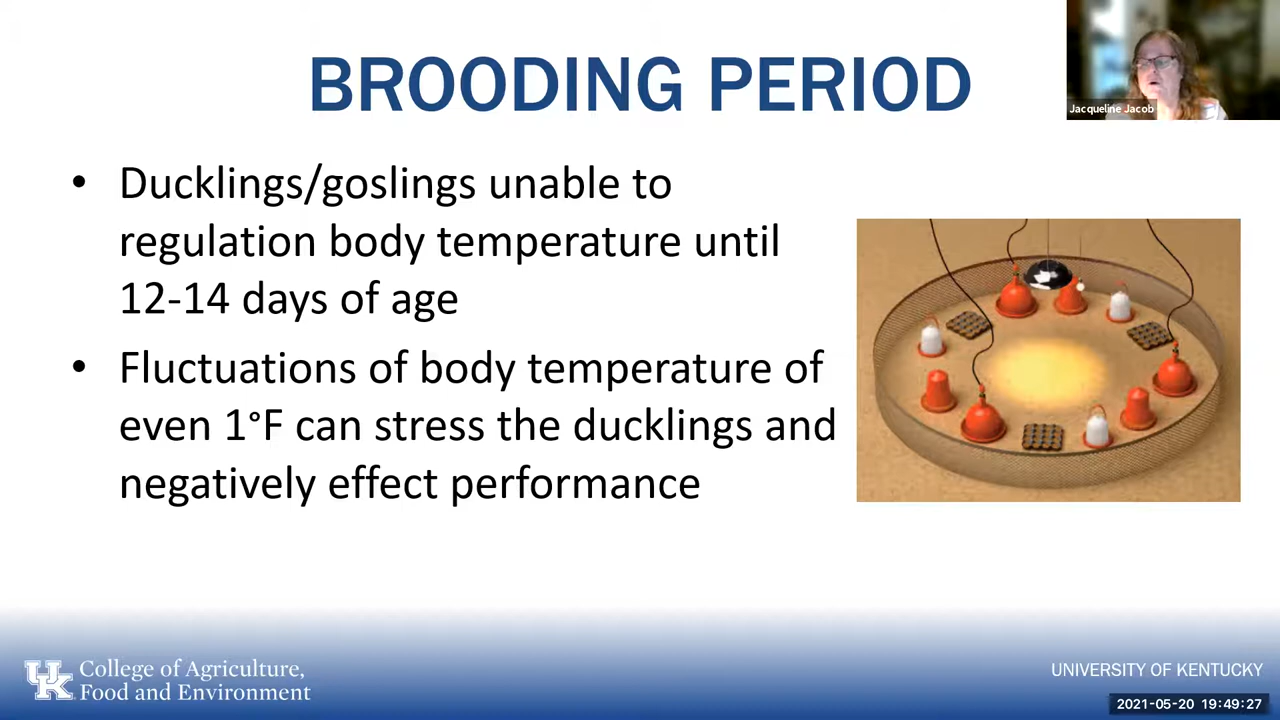 BROODING PERIOD
Jacqueline Jacob
• Ducklings/goslings unable to
regulation body temperature until
12-14 days of age
• Fluctuations of body temperature of
even 1°F can stress the ducklings and
negatively effect performance
UK College of Agriculture,
Food and Environment
UNIVERSITY OF KENTUCKY
2021-05-20 19:49:27